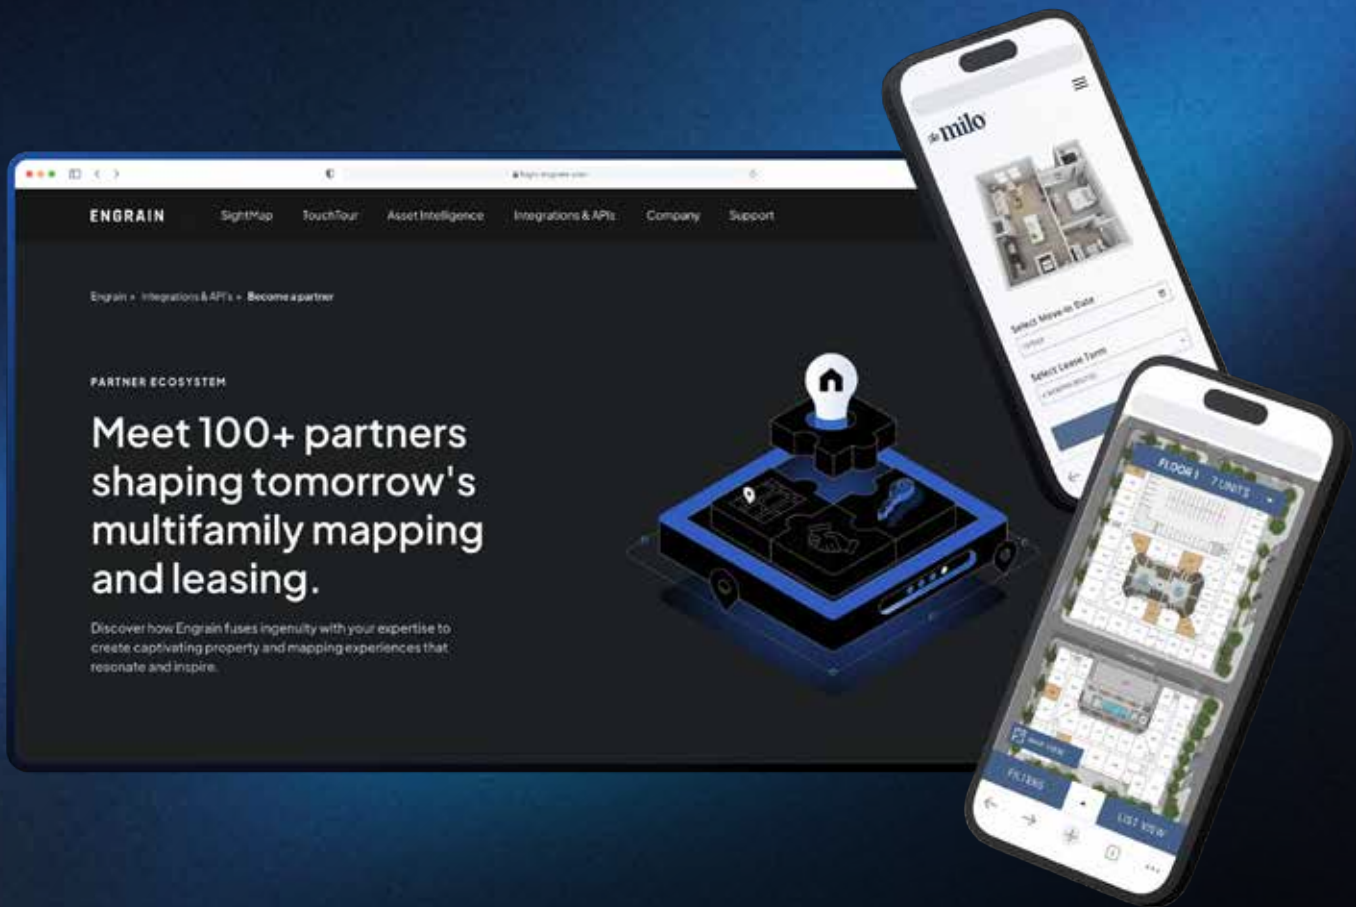 ENGRAIN SightMap TouchTour Asset Intelligence Integrations & APIs Company Support
Engrain • Integrations & API's • Become a partner
PARTNER ECOSYSTEM
Meet 100+ partners
shaping tomorrow's
multifamily mapping
and leasing.
Discover how Engrain fuses ingenuity with your expertise to
create captivating property and mapping experiences that
resonate and inspire.
the milo
Select Move-In Date
Select Lease Term
FLOOR 1 7 UNITS
MAP VIEW
FILTERS
LIST VIEW